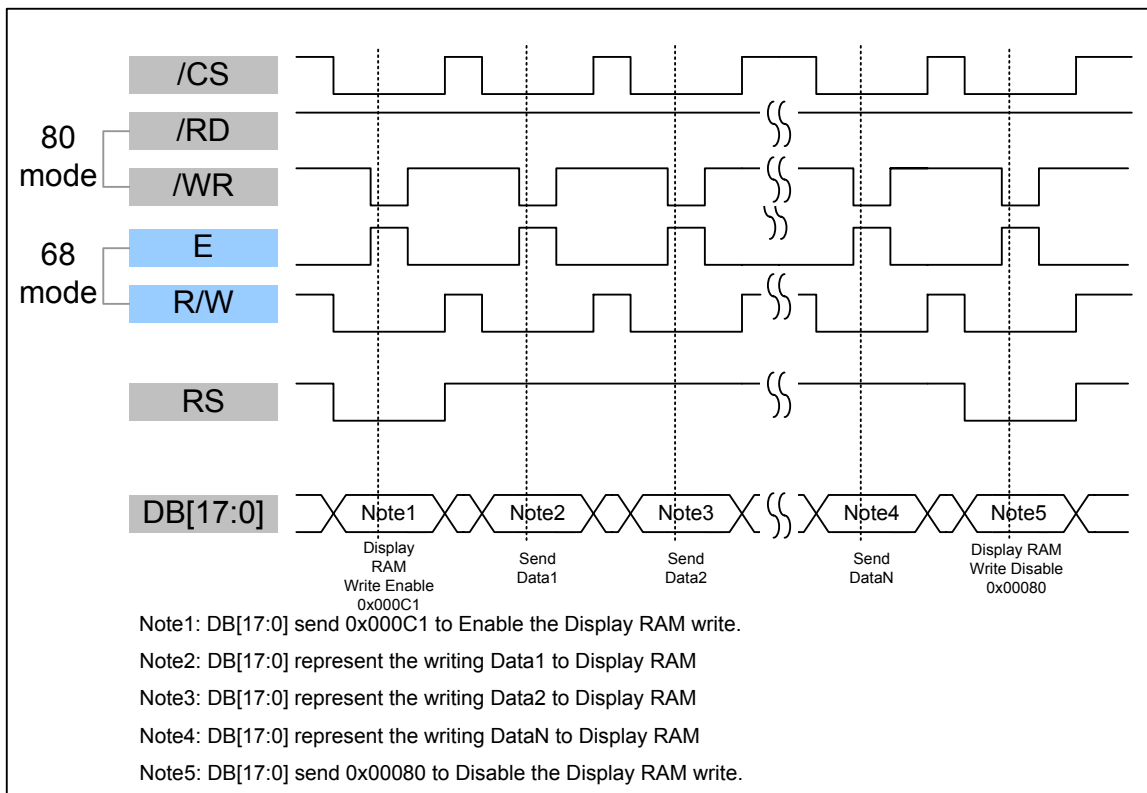 /CS
80
mode
/RD
/WR
68
mode
E
R/W
RS
DB[17:0]
Note1
Note2
Note3
Note4
Note5
Display
RAM
Write Enable
0x000C1
Send
Data1
Send
Data2
Send
DataN
Display RAM
Write Disable
0x00080
Note1: DB[17:0] send 0x000C1 to Enable the Display RAM write.
Note2: DB[17:0] represent the writing Data1 to Display RAM
Note3: DB[17:0] represent the writing Data2 to Display RAM
Note4: DB[17:0] represent the writing DataN to Display RAM
Note5: DB[17:0] send 0x00080 to Disable the Display RAM write.